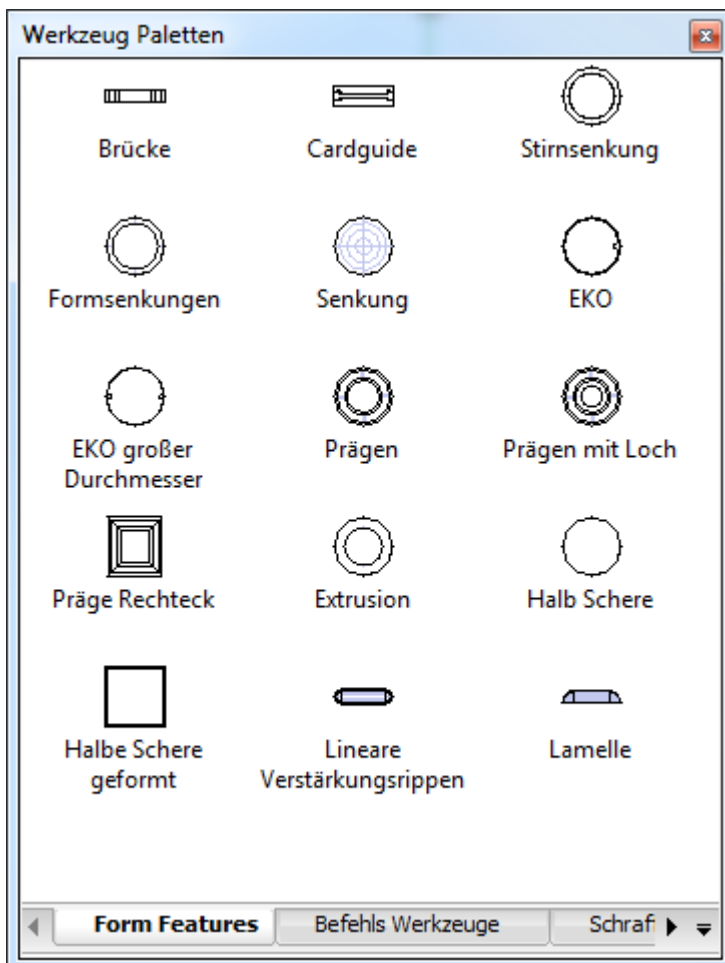 Werkzeug Paletten
Brücke
Cardguide
Stirnsenkung
Formsenkungen
Senkung
EKO
EKO großer
Durchmesser
Prägen
Prägen mit Loch
Präge Rechteck
Extrusion
Halb Schere
Halbe Schere
geformt
Lineare
Verstärkungsrippen
Lamelle
Form Features
Befehls Werkzeuge
Schraf